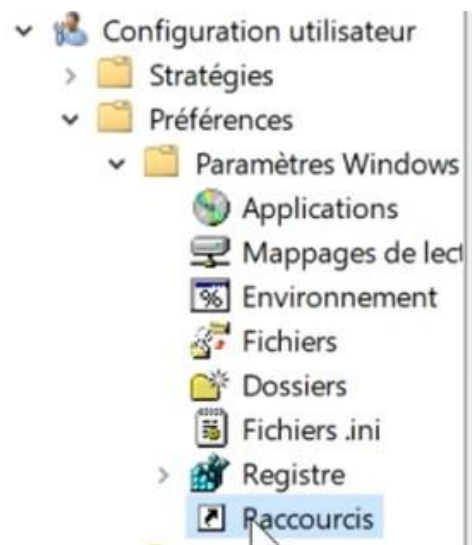 Configuration utilisateur
Stratégies
Préférences
Paramètres Windows
Applications
Mappages de lect
Environnement
Fichiers
Dossiers
Fichiers .ini
Registre
Raccourcis